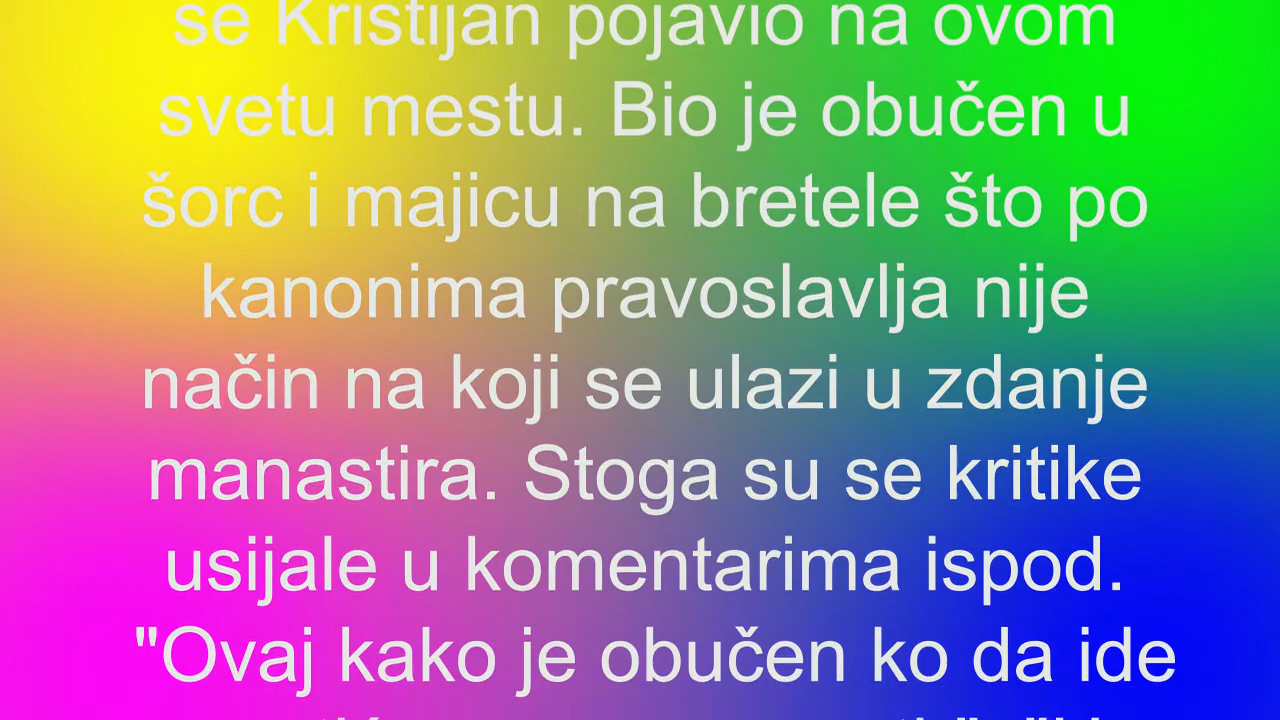 se Kristijan pojavio na ovom
svetu mestu. Bio je obučen u
šorc i majicu na bretele što po
kanonima pravoslavlja nije
način na koji se ulazi u zdanje
manastira. Stoga su se kritike
usijale u komentarima ispod.
"Ovaj kako je obučen ko da ide